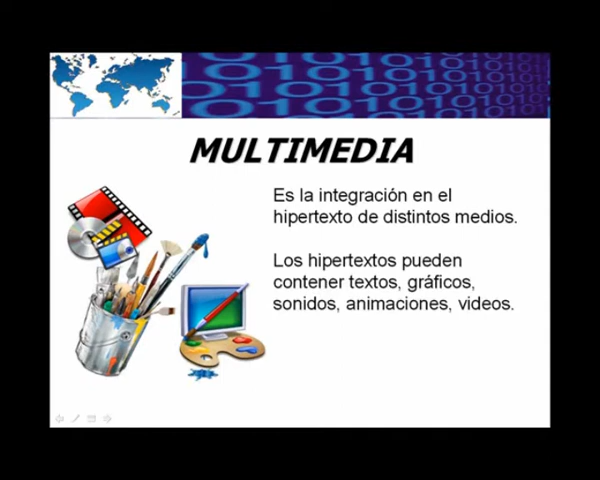 MULTIMEDIA
Es la integración en el
hipertexto de distintos medios.
Los hipertextos pueden
contener textos, gráficos,
sonidos, animaciones, videos.